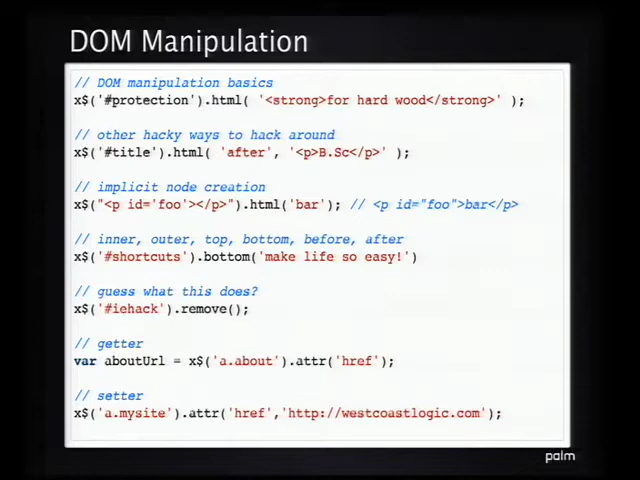 DOM Manipulation
// DOM manipulation basics
x$('#protection').html( '<strong>for hard wood</strong>' );
// other hacky ways to hack around
x$('#title').html( 'after', '<p>B.Sc</p>' );
// implicit node creation
x$("<p id='foo'></p>").html('bar'); // <p id="foo">bar</p>
// inner, outer, top, bottom, before, after
x$('#shortcuts').bottom('make life so easy!')
// guess what this does?
x$('#iehack').remove();
// getter
var aboutUrl = x$('a.about').attr('href');
// setter
x$('a.mysite').attr('href','http://westcoastlogic.com');
palm